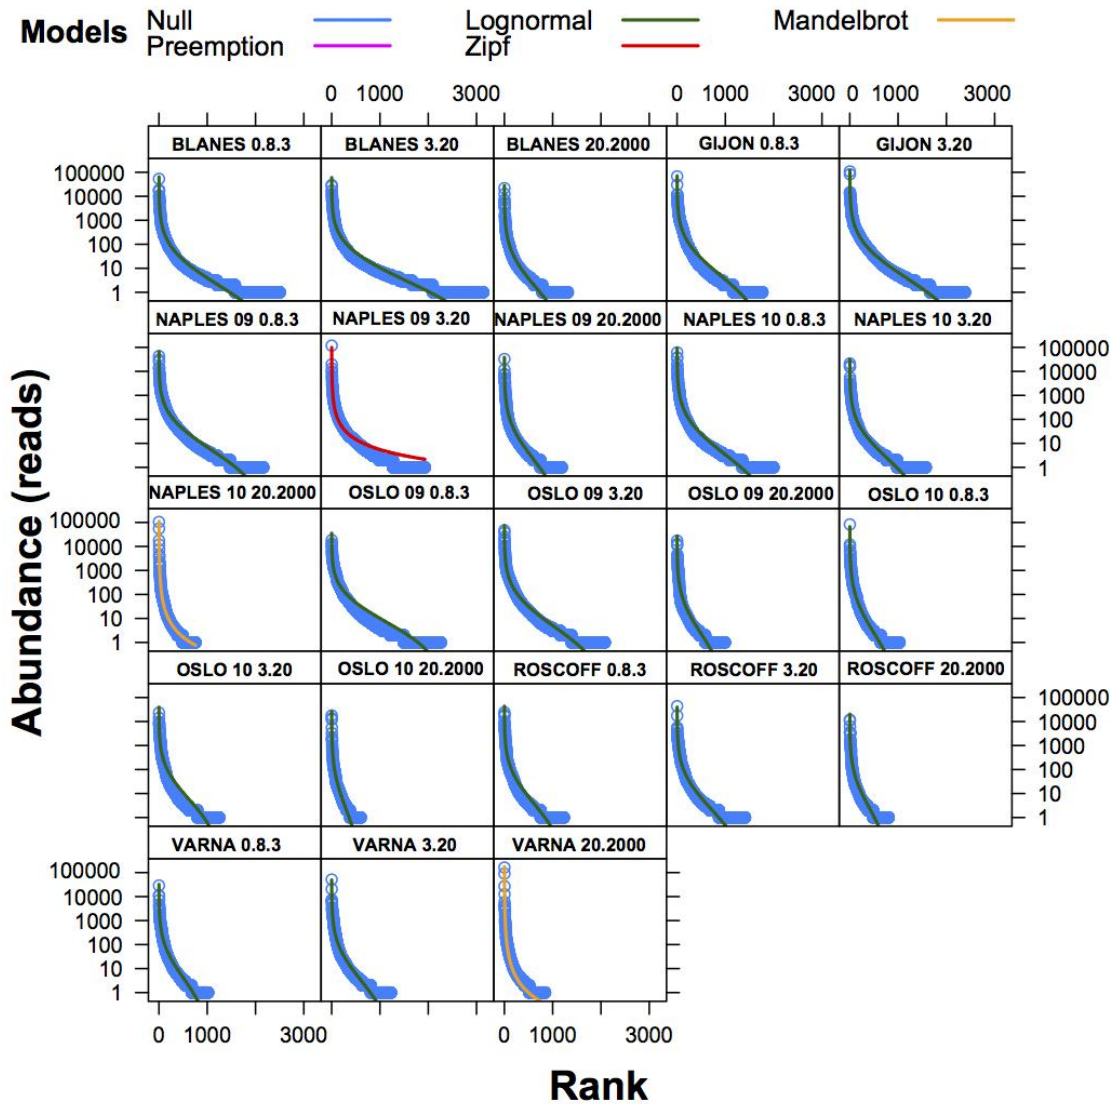 Models Null Lognormal Mandelbrot
Preemption Zipf
0 1000 3000 0 1000 3000 0 1000 3000
BLANES 0.8.3 BLANES 3.20 BLANES 20.2000 GIJON 0.8.3 GIJON 3.20
100000
10000
1000
100
10
1
NAPLES 09 0.8.3 NAPLES 09 3.20 NAPLES 09 20.2000 NAPLES 10 0.8.3 NAPLES 10 3.20
100000
10000
1000
100
10
1
NAPLES 10 20.2000 OSLO 09 0.8.3 OSLO 09 3.20 OSLO 09 20.2000 OSLO 10 0.8.3
100000
10000
1000
100
10
1
OSLO 10 3.20 OSLO 10 20.2000 ROSCOFF 0.8.3 ROSCOFF 3.20 ROSCOFF 20.2000
100000
10000
1000
100
10
1
VARNA 0.8.3 VARNA 3.20 VARNA 20.2000
100000
10000
1000
100
10
1
0 1000 3000 0 1000 3000
Abundance (reads)
Rank